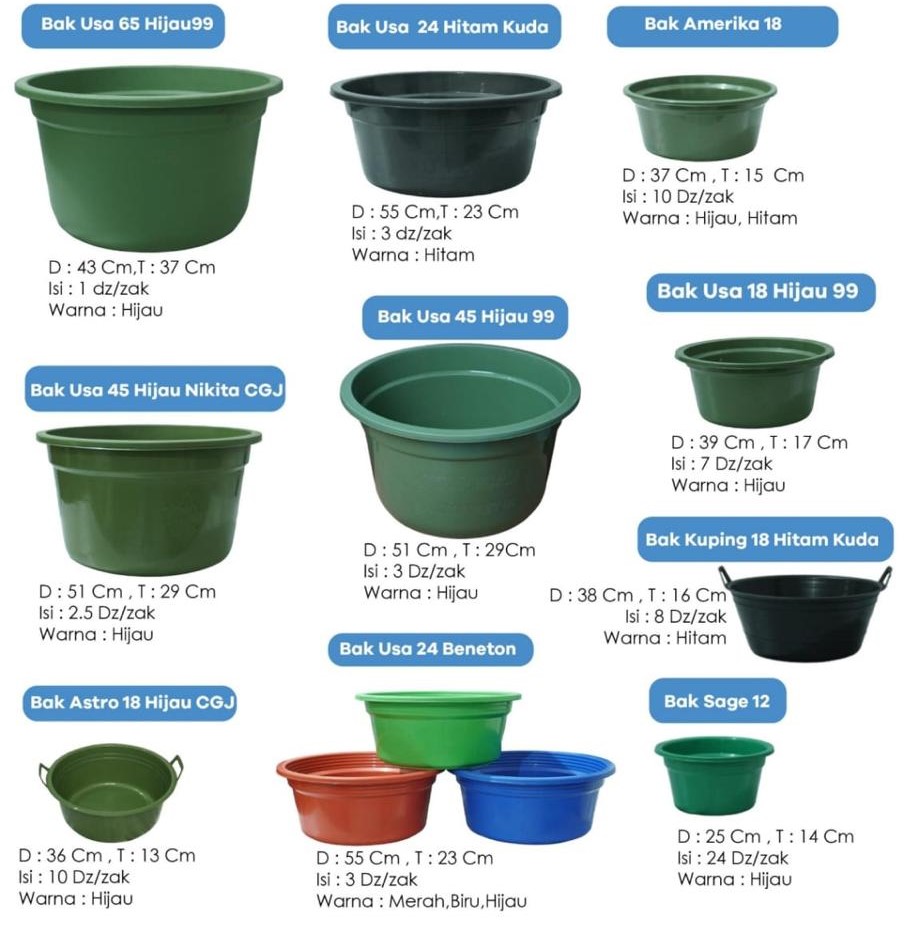 Bak Usa 65 Hijau99
D : 43 Cm,T : 37 Cm
Isi : 1 dz/zak
Warna : Hijau
Bak Usa 24 Hitam Kuda
D : 55 Cm,T : 23 Cm
Isi : 3 dz/zak
Warna : Hitam
Bak Amerika 18
D : 37 Cm , T : 15 Cm
Isi : 10 Dz/zak
Warna : Hijau, Hitam
Bak Usa 45 Hijau Nikita CGJ
D : 51 Cm , T : 29 Cm
Isi : 2.5 Dz/zak
Warna : Hijau
Bak Usa 45 Hijau 99
D : 51 Cm , T : 29Cm
Isi : 3 Dz/zak
Warna : Hijau
Bak Usa 18 Hijau 99
D : 39 Cm , T : 17 Cm
Isi : 7 Dz/zak
Warna : Hijau
Bak Kuping 18 Hitam Kuda
D : 38 Cm , T : 16 Cm
Isi : 8 Dz/zak
Warna : Hitam
Bak Astro 18 Hijau CGJ
D : 36 Cm , T : 13 Cm
Isi : 10 Dz/zak
Warna : Hijau
Bak Usa 24 Beneton
D : 55 Cm , T : 23 Cm
Isi : 3 Dz/zak
Warna : Merah,Biru,Hijau
Bak Sage 12
D : 25 Cm , T : 14 Cm
Isi : 24 Dz/zak
Warna : Hijau